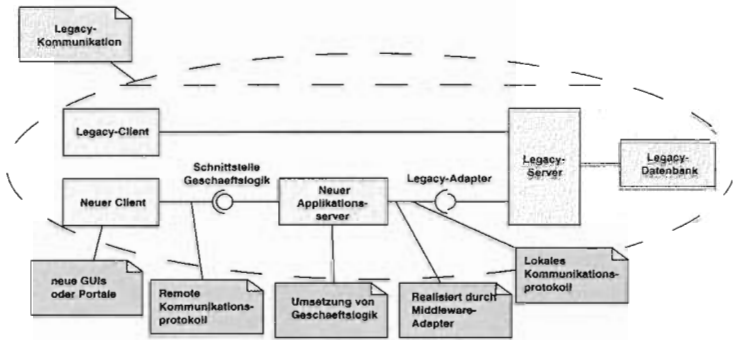 Legacy-
Kommunikation
Legacy-Client
Schnittstelle
Geschaeftslogik
Legacy-Adapter
Legacy-
Server
Legacy-
Datenbank
Neuer Client
Neuer
Applikations-
server
neue GUIs
oder Portale
Remote
Kommunikations-
protokoll
Umsetzung von
Geschaeftslogik
Realisiert durch
Middleware-
Adapter
Lokales
Kommunikations-
protokoll